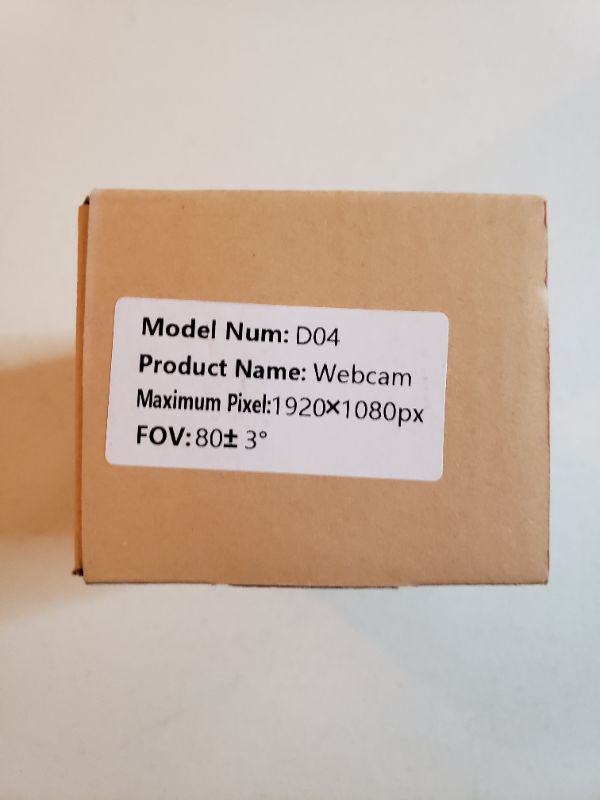 Model Num: D04
Product Name: Webcam
Maximum Pixel:1920×1080px
FOV:80± 3°